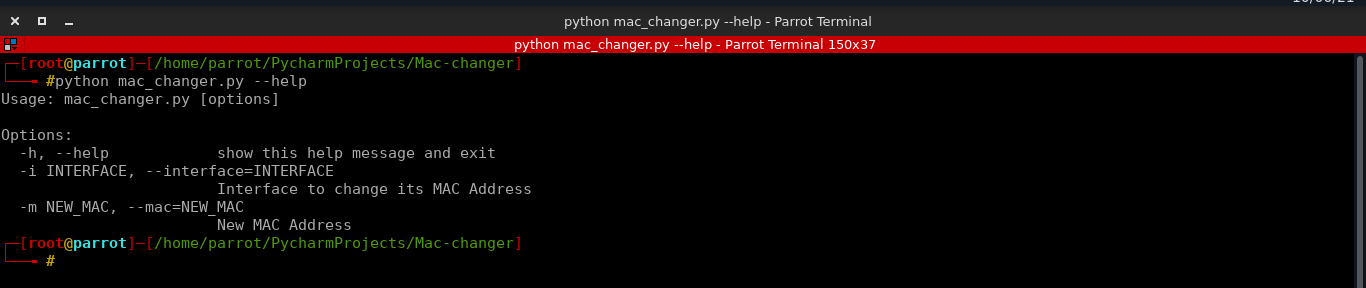 python mac_changer.py --help - Parrot Terminal
python mac_changer.py --help - Parrot Terminal 150x37
[root@parrot]─[/home/parrot/PycharmProjects/Mac-changer]
#python mac_changer.py --help
Usage: mac_changer.py [options]
Options:
-h, --help            show this help message and exit
-i INTERFACE, --interface=INTERFACE
Interface to change its MAC Address
-m NEW_MAC, --mac=NEW_MAC
New MAC Address
[root@parrot]─[/home/parrot/PycharmProjects/Mac-changer]
#